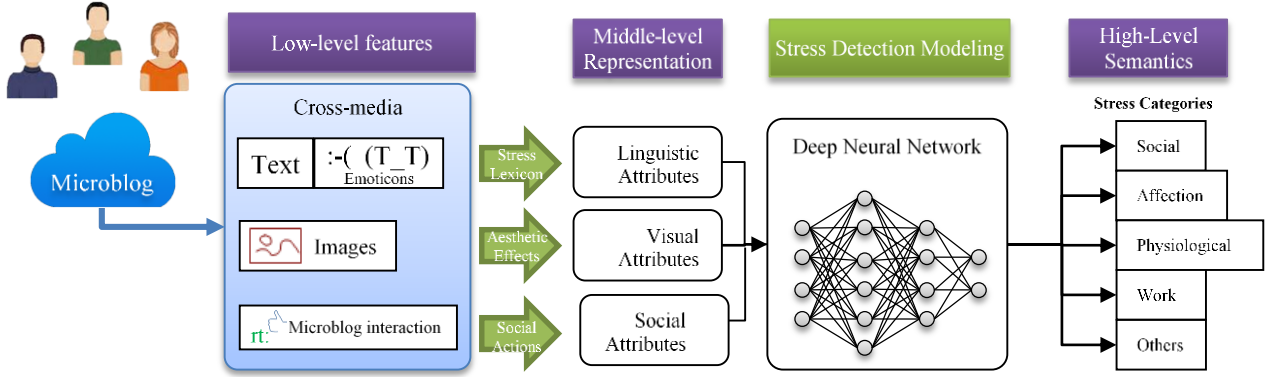 Low-level features
Middle-level
Representation
Stress Detection Modeling
High-Level
Semantics
Microblog
Cross-media
Text
:-( (T_T)
Emoticons
Images
rt:
Microblog interaction
Stress
Lexicon
Aesthetic
Effects
Social
Actions
Linguistic
Attributes
Visual
Attributes
Social
Attributes
Deep Neural Network
Stress Categories
Social
Affection
Physiological
Work
Others